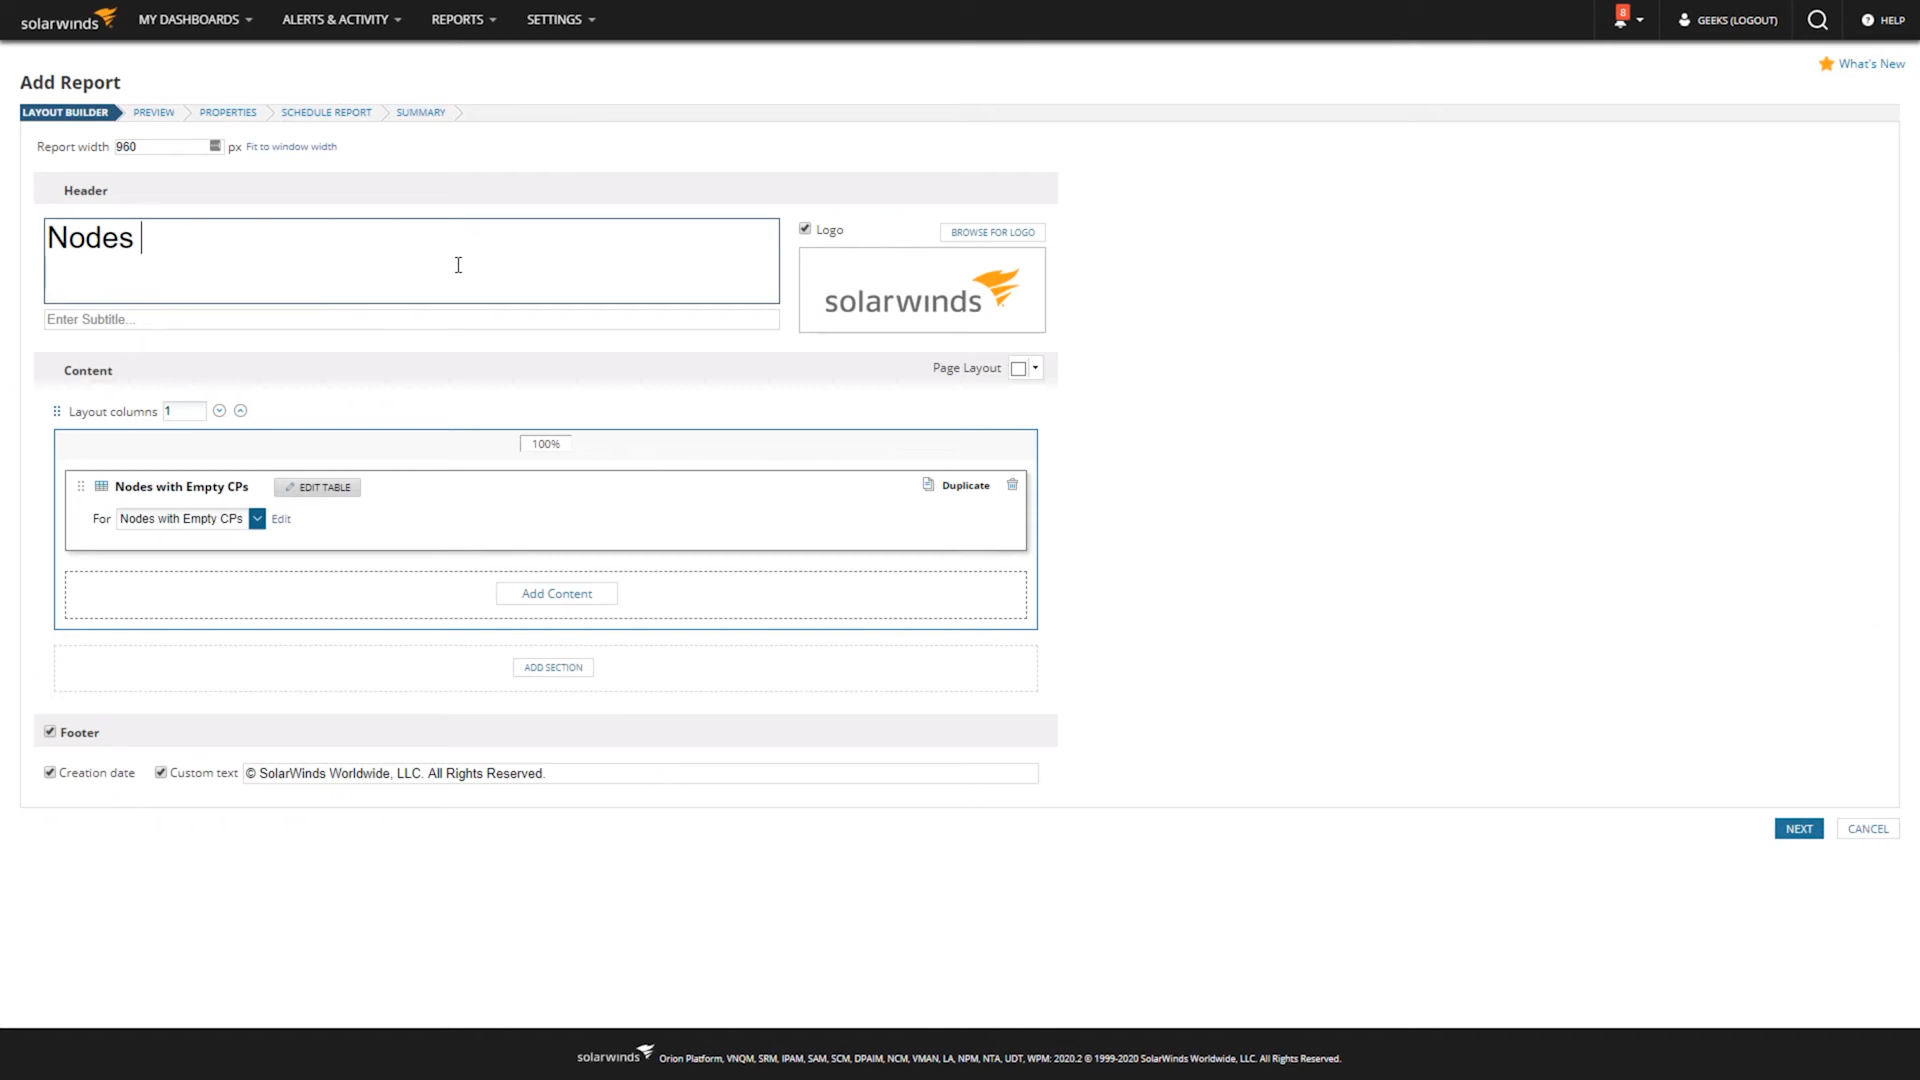 solarwinds MY DASHBOARDS ALERTS & ACTIVITY REPORTS SETTINGS 8 GEEKS (LOGOUT) HELP
What's New
Add Report
LAYOUT BUILDER PREVIEW PROPERTIES SCHEDULE REPORT SUMMARY
Report width 960 px Fit to window width
Header
Nodes
Logo BROWSE FOR LOGO
solarwinds
Enter Subtitle...
Content Page Layout
Layout columns 1
100%
Nodes with Empty CPs EDIT TABLE Duplicate
For Nodes with Empty CPs Edit
Add Content
ADD SECTION
Footer
Creation date Custom text © SolarWinds Worldwide, LLC. All Rights Reserved.
NEXT CANCEL
solarwinds Orion Platform, VNQM, SRM, IPAM, SAM, SCM, DPAIM, NCM, VMAN, LA, NPM, NTA, UDT, WPM: 2020.2 © 1999-2020 SolarWinds Worldwide, LLC. All Rights Reserved.